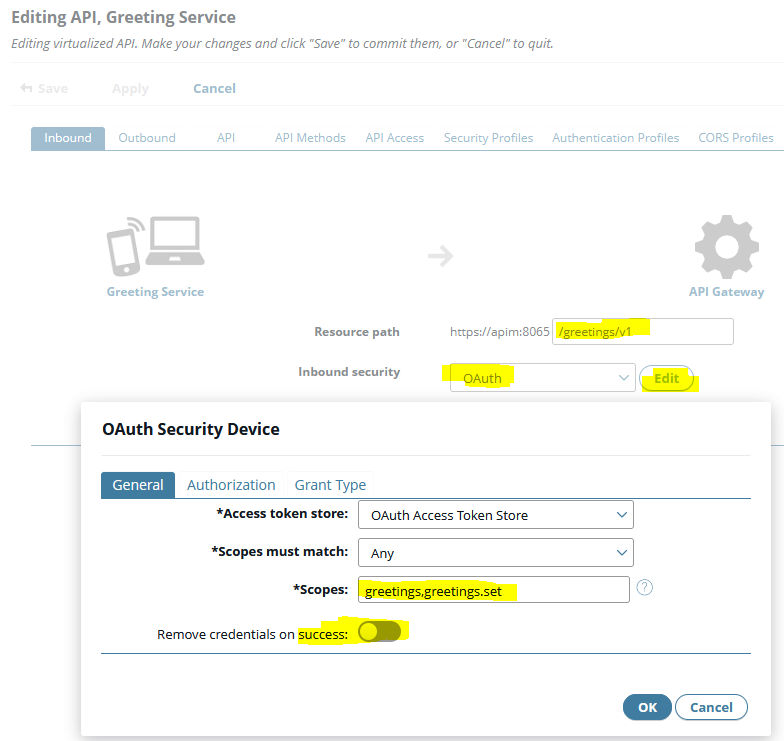 Editing API, Greeting Service
Editing virtualized API. Make your changes and click "Save" to commit them, or "Cancel" to quit.
Save Apply Cancel
Inbound Outbound API API Methods API Access Security Profiles Authentication Profiles CORS Profiles
Greeting Service API Gateway
Resource path https://apim:8065 /greetings/v1
Inbound security OAuth Edit
OAuth Security Device
General Authorization Grant Type
*Access token store: OAuth Access Token Store
*Scopes must match: Any
*Scopes: greetings,greetings.set ?
Remove credentials on success:
OK Cancel